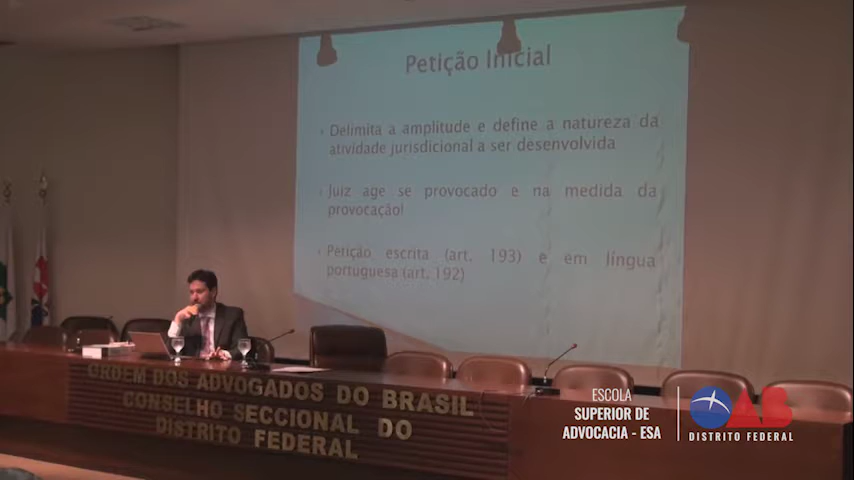 Petição Inicial
Delimita a amplitude e define a natureza da
atividade jurisdicional a ser desenvolvida
Juiz age se provocado e na medida da
provocação!
Petição escrita (art. 193) e em língua
portuguesa (art. 192)
ORDEM DOS ADVOGADOS DO BRASIL
CONSELHO SECCIONAL DO
DISTRITO FEDERAL
ESCOLA
SUPERIOR DE
ADVOCACIA - ESA
OAB
DISTRITO FEDERAL